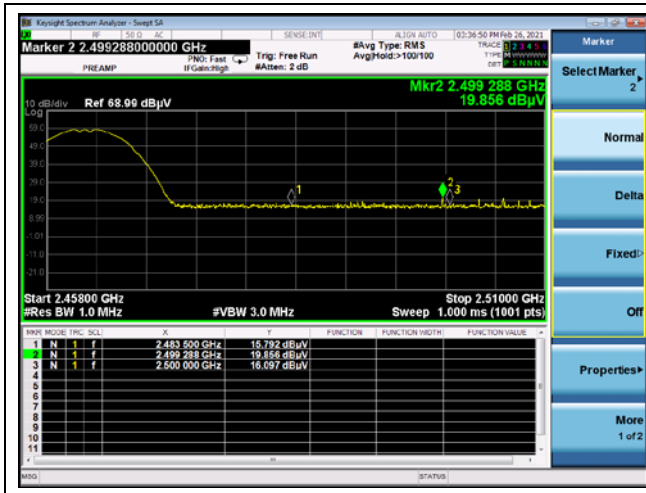 Keysight Spectrum Analyzer - Swept SA
RF 50 Ω AC SENSE:INT ALIGN AUTO 03:36:50 PM Feb 26, 2021
Marker 2 2.499288000000 GHz #Avg Type: RMS TRACE 1 2 3 4 5 6
PNO: Fast Trig: Free Run Avg|Hold:>100/100 TYPE
PREAMP IFGain:High #Atten: 2 dB DET P S N N N N
Mkr2 2.499 288 GHz
10 dB/div Ref 68.99 dBµV 19.856 dBµV
Log
59.0
49.0
39.0
29.0
19.0
8.99
-1.01
-11.0
-21.0
1
2
3
Start 2.45800 GHz Stop 2.51000 GHz
#Res BW 1.0 MHz #VBW 3.0 MHz Sweep 1.000 ms (1001 pts)
MKR MODE TRC SCL X Y FUNCTION FUNCTION WIDTH FUNCTION VALUE
1 N 1 f 2.483 500 GHz 15.792 dBµV
2 N 1 f 2.499 288 GHz 19.856 dBµV
3 N 1 f 2.500 000 GHz 16.097 dBµV
4
5
6
7
8
9
10
11
MSG STATUS
Marker
Select Marker
2
Normal
Delta
Fixed
Off
Properties
More
1 of 2